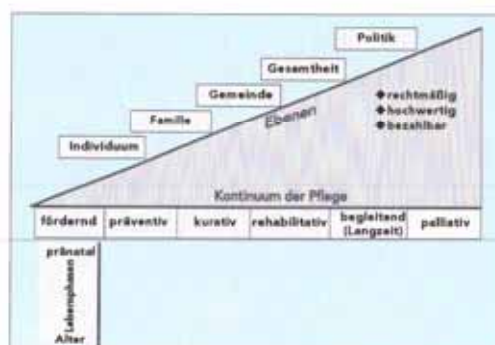 Politik
Gesamtheit
Gemeinde
Familie
Individuum
Ebenen
rechtmäßig
hochwertig
bezahlbar
Kontinuum der Pflege
fördernd präventiv kurativ rehabilitativ begleitend (Langzeit) palliativ
pränatal
Lebensphasen
Alter